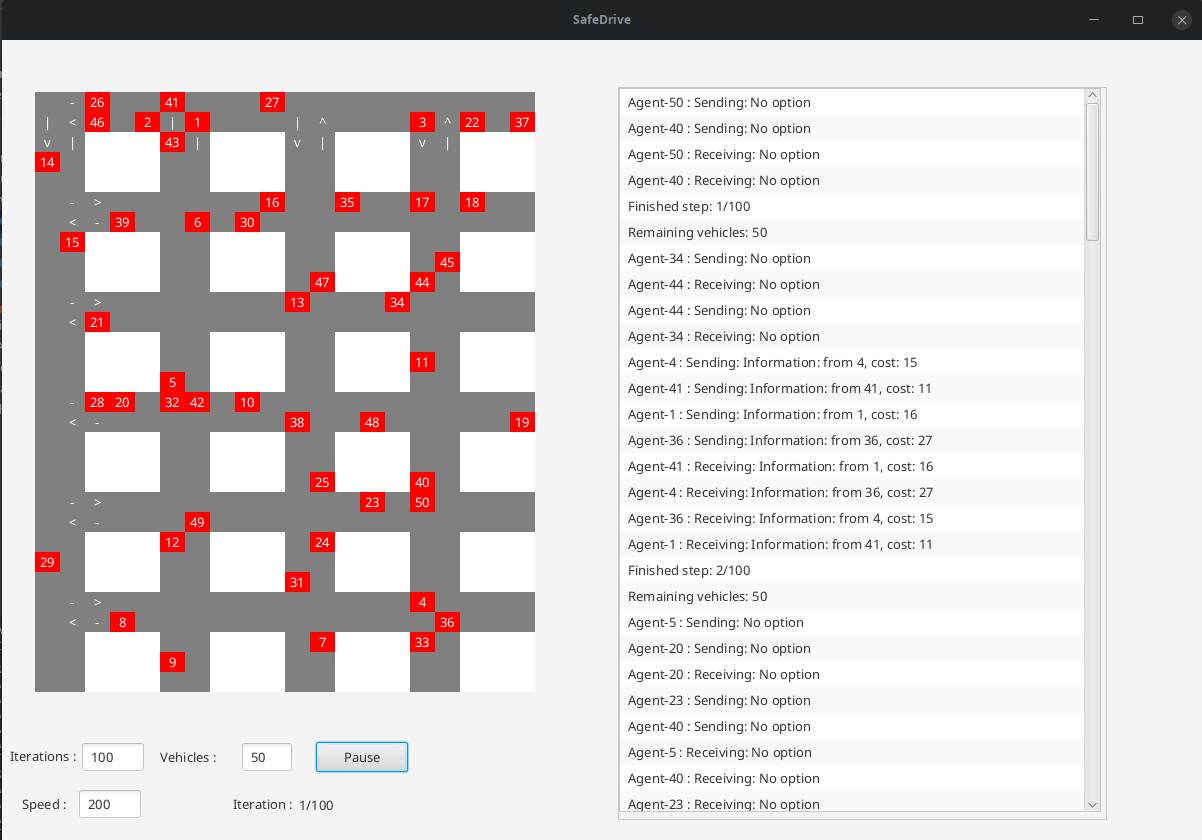 SafeDrive
- 26 41 27
| < 46 2 | 1 | ^ 3 ^ 22 37
v | 43 | v | v |
14
- > 16 35 17 18
< - 39 6 30
15
45
47 44
- > 13 34
< 21
11
5
- 28 20 32 42 10
< - 38 48 19
25 40
- > 23 50
< - 49
12 24
29
31
- > 4
< - 8 36
7 33
9
Agent-50 : Sending: No option
Agent-40 : Sending: No option
Agent-50 : Receiving: No option
Agent-40 : Receiving: No option
Finished step: 1/100
Remaining vehicles: 50
Agent-34 : Sending: No option
Agent-44 : Receiving: No option
Agent-44 : Sending: No option
Agent-34 : Receiving: No option
Agent-4 : Sending: Information: from 4, cost: 15
Agent-41 : Sending: Information: from 41, cost: 11
Agent-1 : Sending: Information: from 1, cost: 16
Agent-36 : Sending: Information: from 36, cost: 27
Agent-41 : Receiving: Information: from 1, cost: 16
Agent-4 : Receiving: Information: from 36, cost: 27
Agent-36 : Receiving: Information: from 4, cost: 15
Agent-1 : Receiving: Information: from 41, cost: 11
Finished step: 2/100
Remaining vehicles: 50
Agent-5 : Sending: No option
Agent-20 : Sending: No option
Agent-20 : Receiving: No option
Agent-23 : Sending: No option
Agent-40 : Sending: No option
Agent-5 : Receiving: No option
Agent-40 : Receiving: No option
Agent-23 : Receiving: No option
Iterations : 100 Vehicles : 50 Pause
Speed : 200 Iteration : 1/100